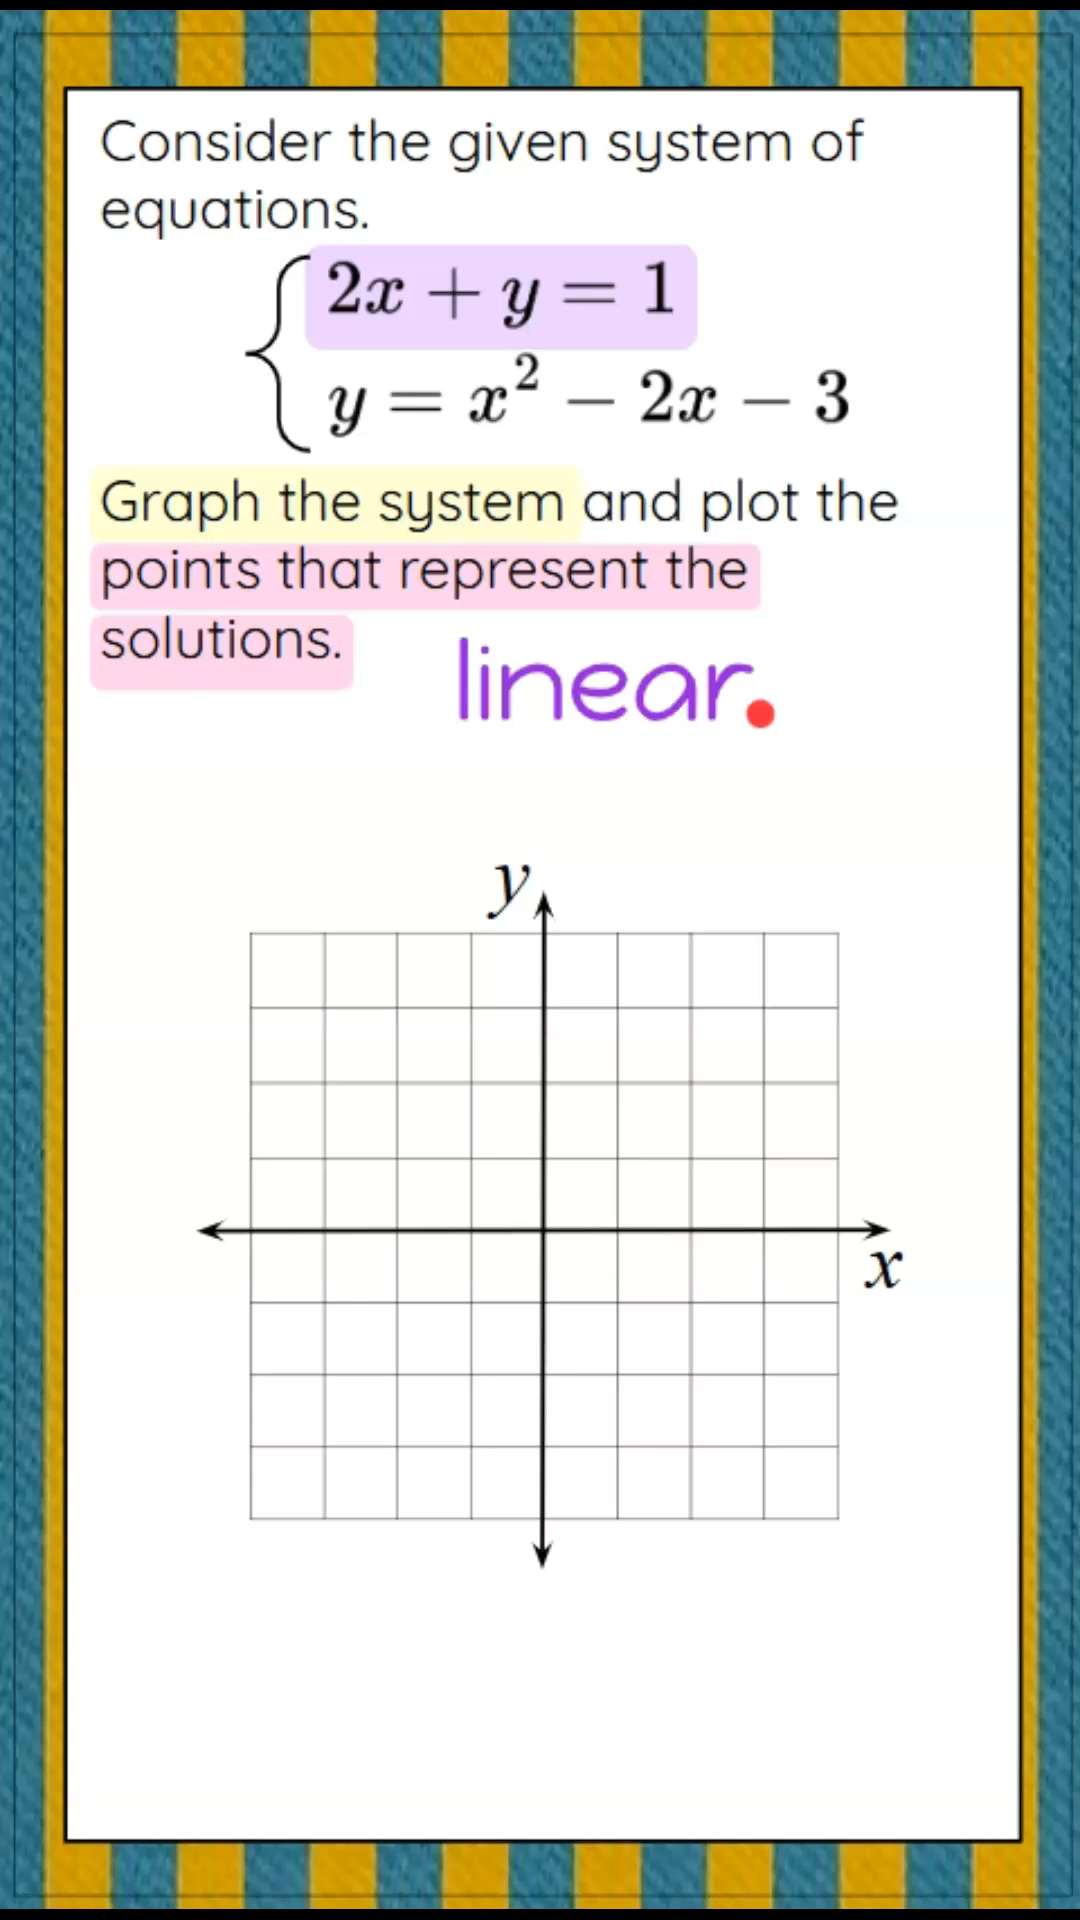 Consider the given system of
equations.
2x + y = 1
y = x² − 2x − 3
Graph the system and plot the
points that represent the
solutions.
linear.
y
x